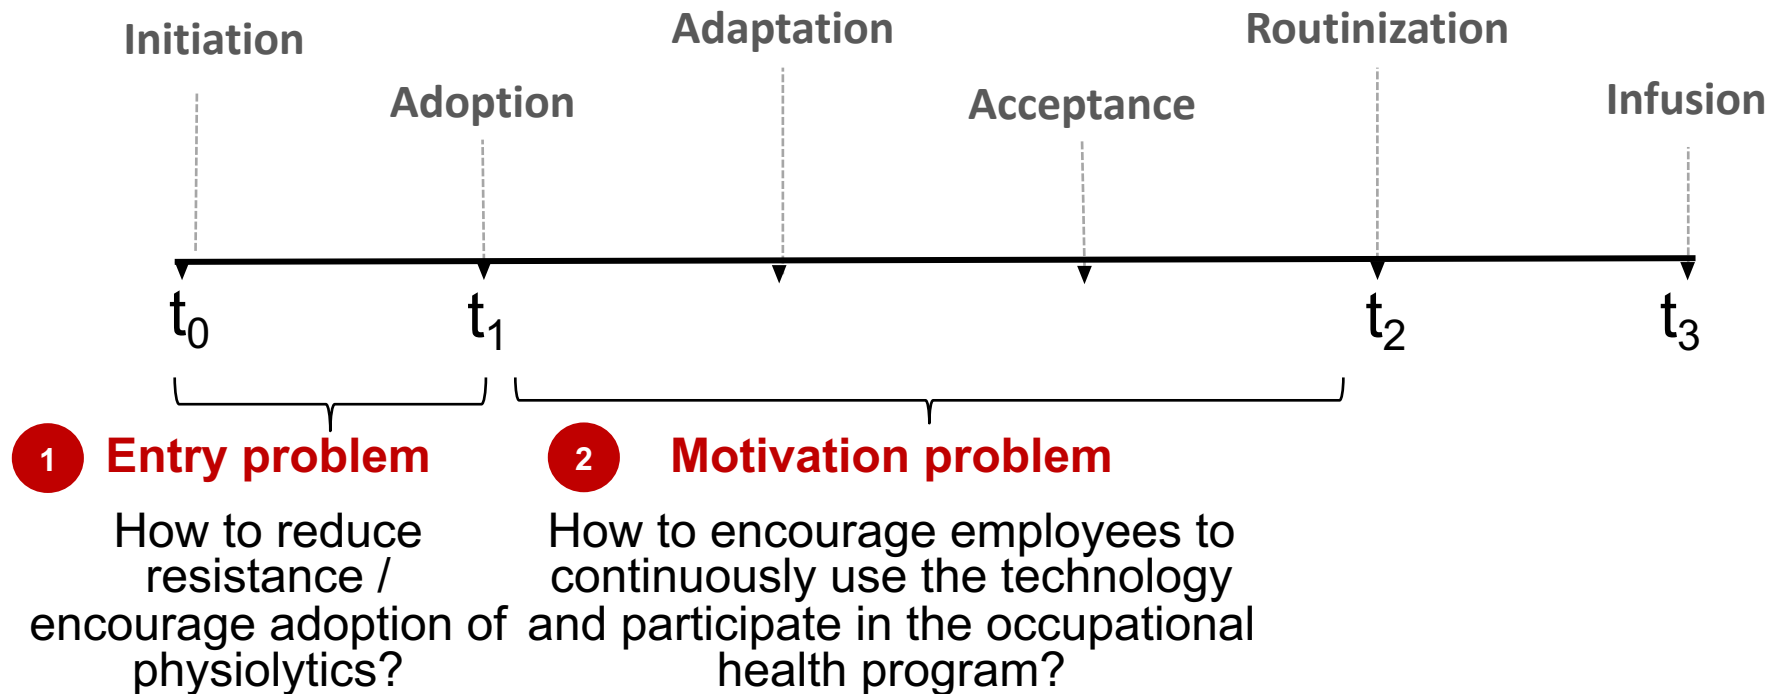 Initiation
Adoption
Adaptation
Acceptance
Routinization
Infusion
t0
t1
t2
t3
1 Entry problem
How to reduce
resistance /
encourage adoption of
physiolytics?
2 Motivation problem
How to encourage employees to
continuously use the technology
and participate in the occupational
health program?